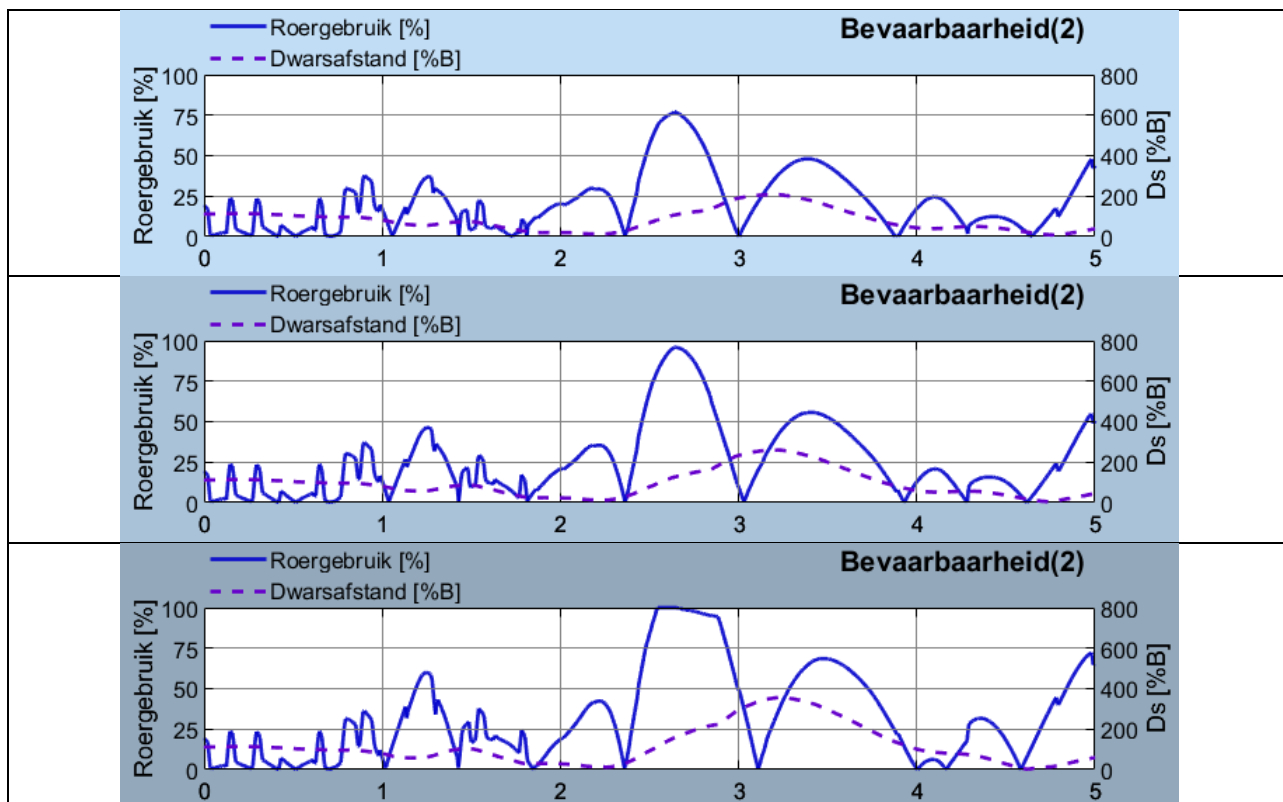 Roergebruik [%]
Bevaarbaarheid(2)
Dwarsafstand [%B]
100 800
75 600
50 400
25 200
0 0
Roergebruik [%]
Ds [%B]
0 1 2 3 4 5
Roergebruik [%]
Bevaarbaarheid(2)
Dwarsafstand [%B]
100 800
75 600
50 400
25 200
0 0
Roergebruik [%]
Ds [%B]
0 1 2 3 4 5
Roergebruik [%]
Bevaarbaarheid(2)
Dwarsafstand [%B]
100 800
75 600
50 400
25 200
0 0
Roergebruik [%]
Ds [%B]
0 1 2 3 4 5